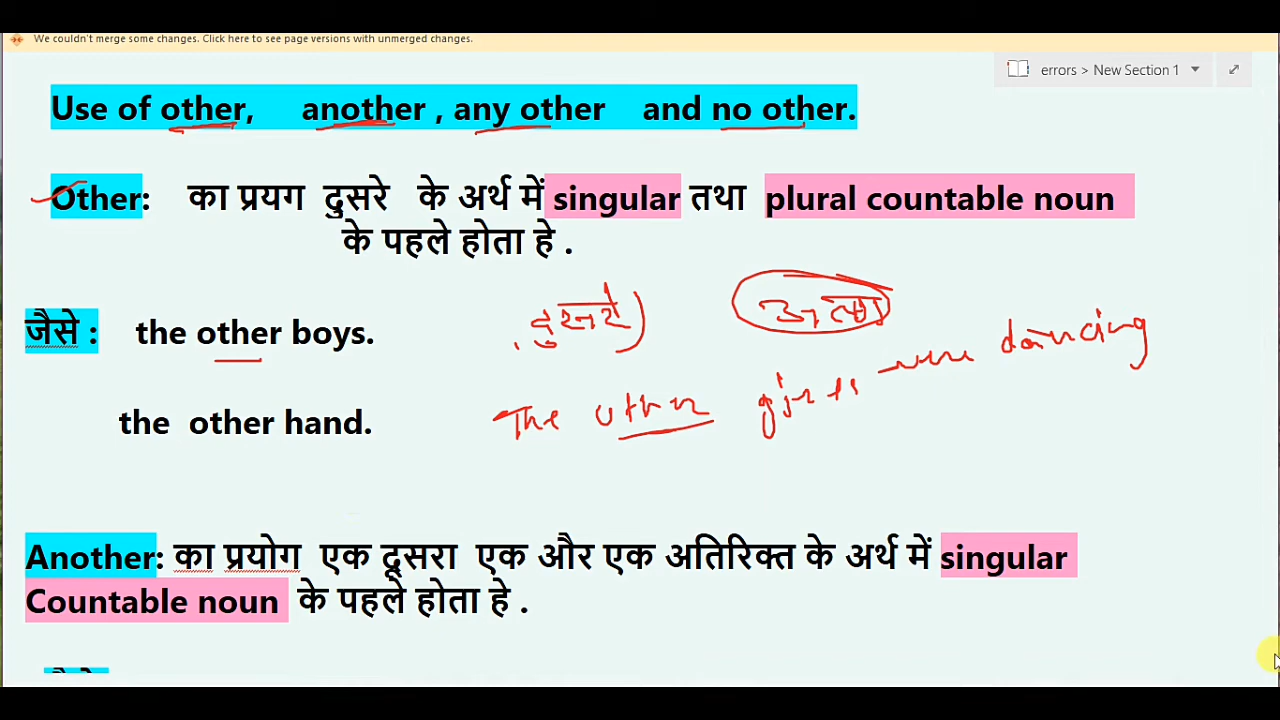 We couldn't merge some changes. Click here to see page versions with unmerged changes.
errors > New Section 1
Use of other, another , any other and no other.
Other: का प्रयग दुसरे के अर्थ में singular तथा plural countable noun
के पहले होता हे .
जैसे : the other boys.
दुसरे) अन्य
The other girls were dancing
the other hand.
Another: का प्रयोग एक दूसरा एक और एक अतिरिक्त के अर्थ में singular
Countable noun के पहले होता हे .